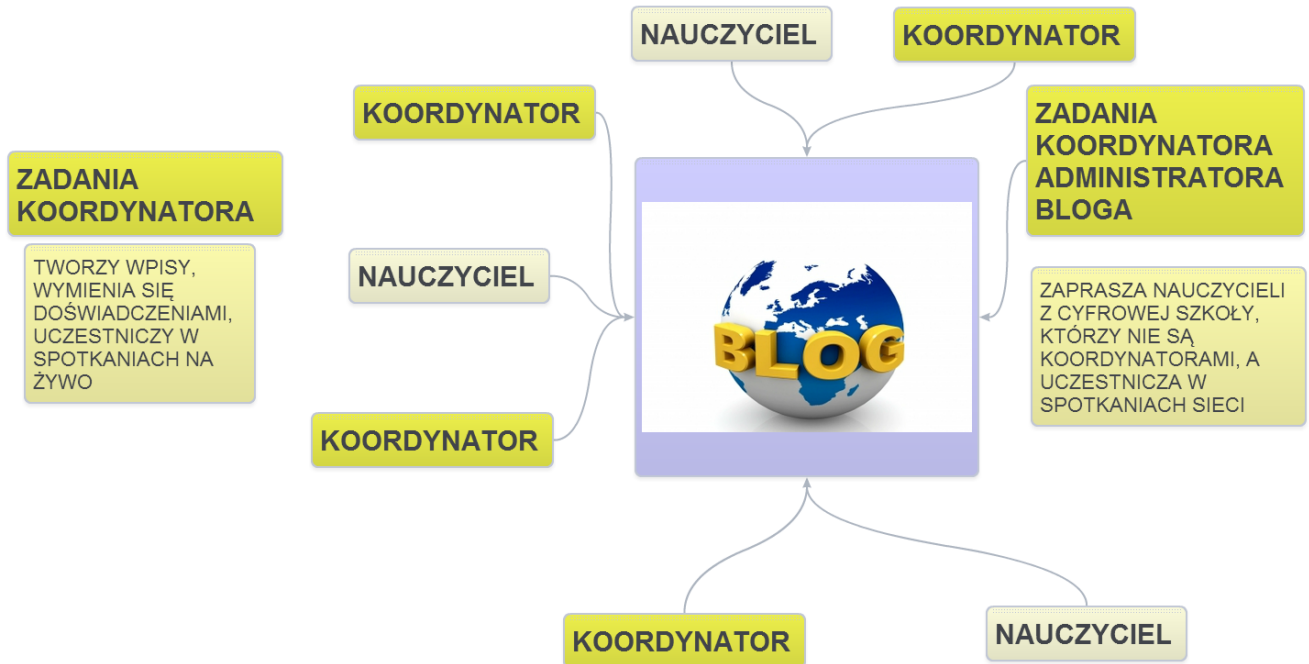 NAUCZYCIEL
KOORDYNATOR
KOORDYNATOR
ZADANIA
KOORDYNATORA
ADMINISTRATORA
BLOGA
ZADANIA
KOORDYNATORA
TWORZY WPISY,
WYMIENIA SIĘ
DOŚWIADCZENIAMI,
UCZESTNICZY W
SPOTKANIACH NA
ŻYWO
NAUCZYCIEL
BLOG
ZAPRASZA NAUCZYCIELI
Z CYFROWEJ SZKOŁY,
KTÓRZY NIE SĄ
KOORDYNATORAMI, A
UCZESTNICZA W
SPOTKANIACH SIECI
KOORDYNATOR
KOORDYNATOR
NAUCZYCIEL